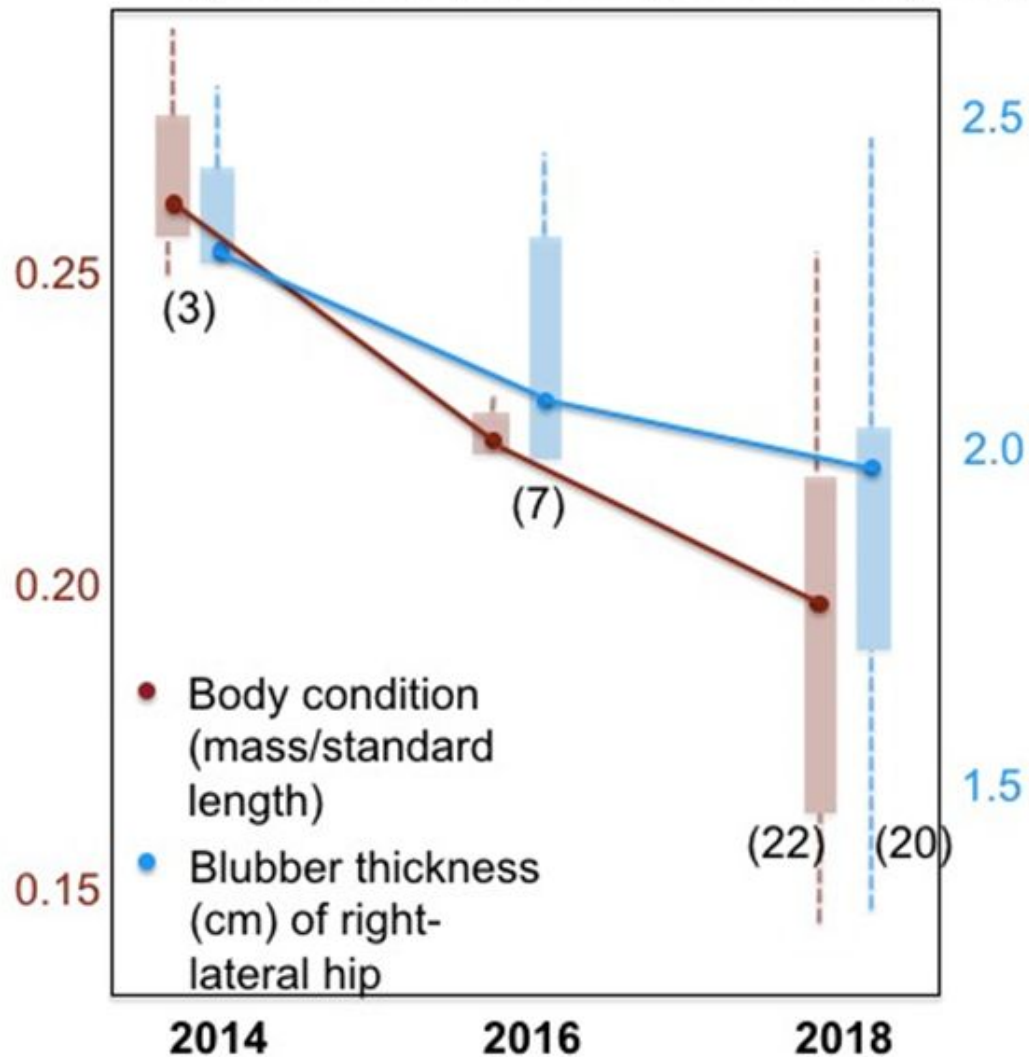 2.5
0.25
(3)
2.0
(7)
0.20
Body condition
(mass/standard
length)
1.5
(22)
(20)
Blubber thickness
(cm) of right-
lateral hip
0.15
2014
2016
2018